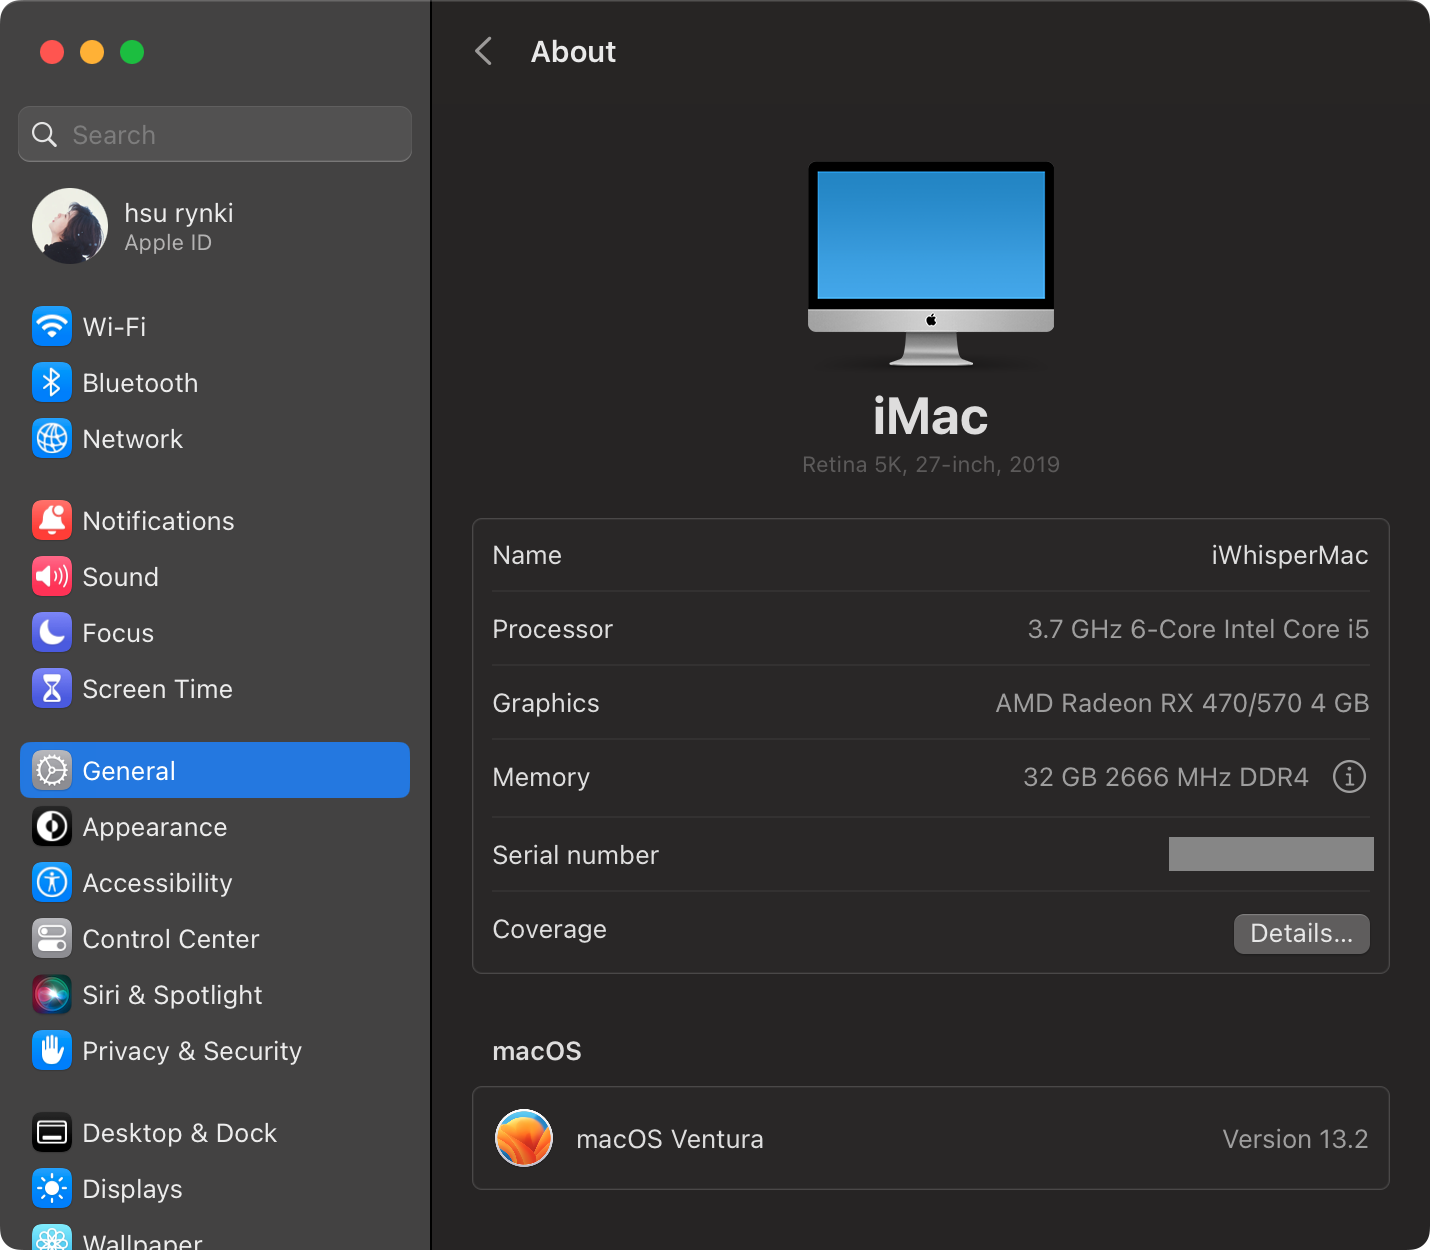 Search
hsu rynki
Apple ID
Wi-Fi
Bluetooth
Network
Notifications
Sound
Focus
Screen Time
General
Appearance
Accessibility
Control Center
Siri & Spotlight
Privacy & Security
Desktop & Dock
Displays
Wallpaper
About
iMac
Retina 5K, 27-inch, 2019
Name iWhisperMac
Processor 3.7 GHz 6-Core Intel Core i5
Graphics AMD Radeon RX 470/570 4 GB
Memory 32 GB 2666 MHz DDR4
Serial number
Coverage Details...
macOS
macOS Ventura Version 13.2